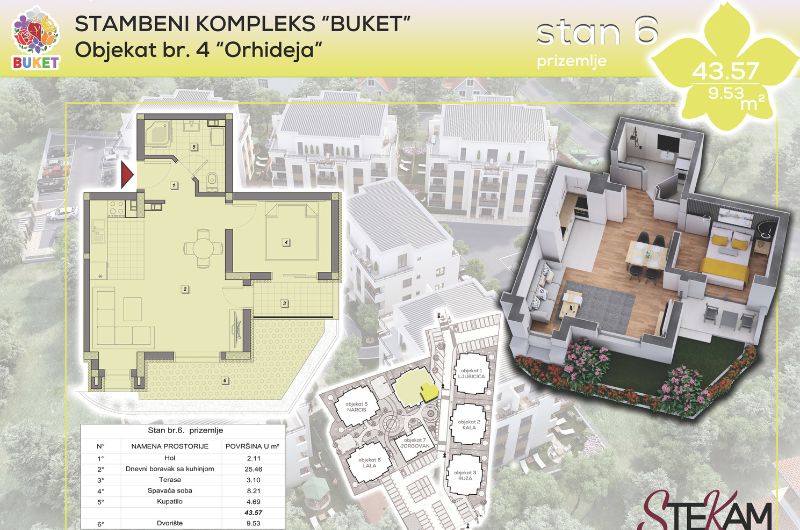 STAMBENI KOMPLEKS "BUKET"
Objekat br. 4 "Orhideja"
BUKET
stan 6
prizemlje
43.57
9.53 m²
5
1
4
2
3
6
objekat 1
LJUBICICA
objekat 5
NARCIS
objekat 2
KALA
objekat 7
JORGOVAN
objekat 6
LALA
objekat 3
RUZA
Stan br.6. prizemlje
N° NAMENA PROSTORIJE POVRŠINA U m²
1° Hol 2.11
2° Dnevni boravak sa kuhinjom 25.46
3° Terasa 3.10
4° Spavaća soba 8.21
5° Kupatilo 4.69
43.57
6° Dvorište 9.53
STEKAM